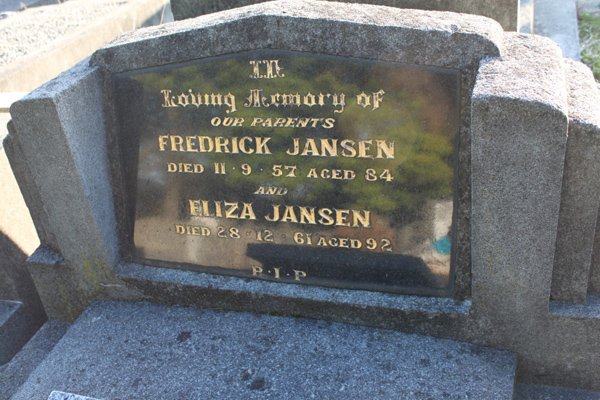 In
Loving Memory of
OUR PARENT'S
FREDRICK JANSEN
DIED 11·9·57 AGED 84
AND
ELIZA JANSEN
DIED 28·12·61 AGED 92
R·I·P